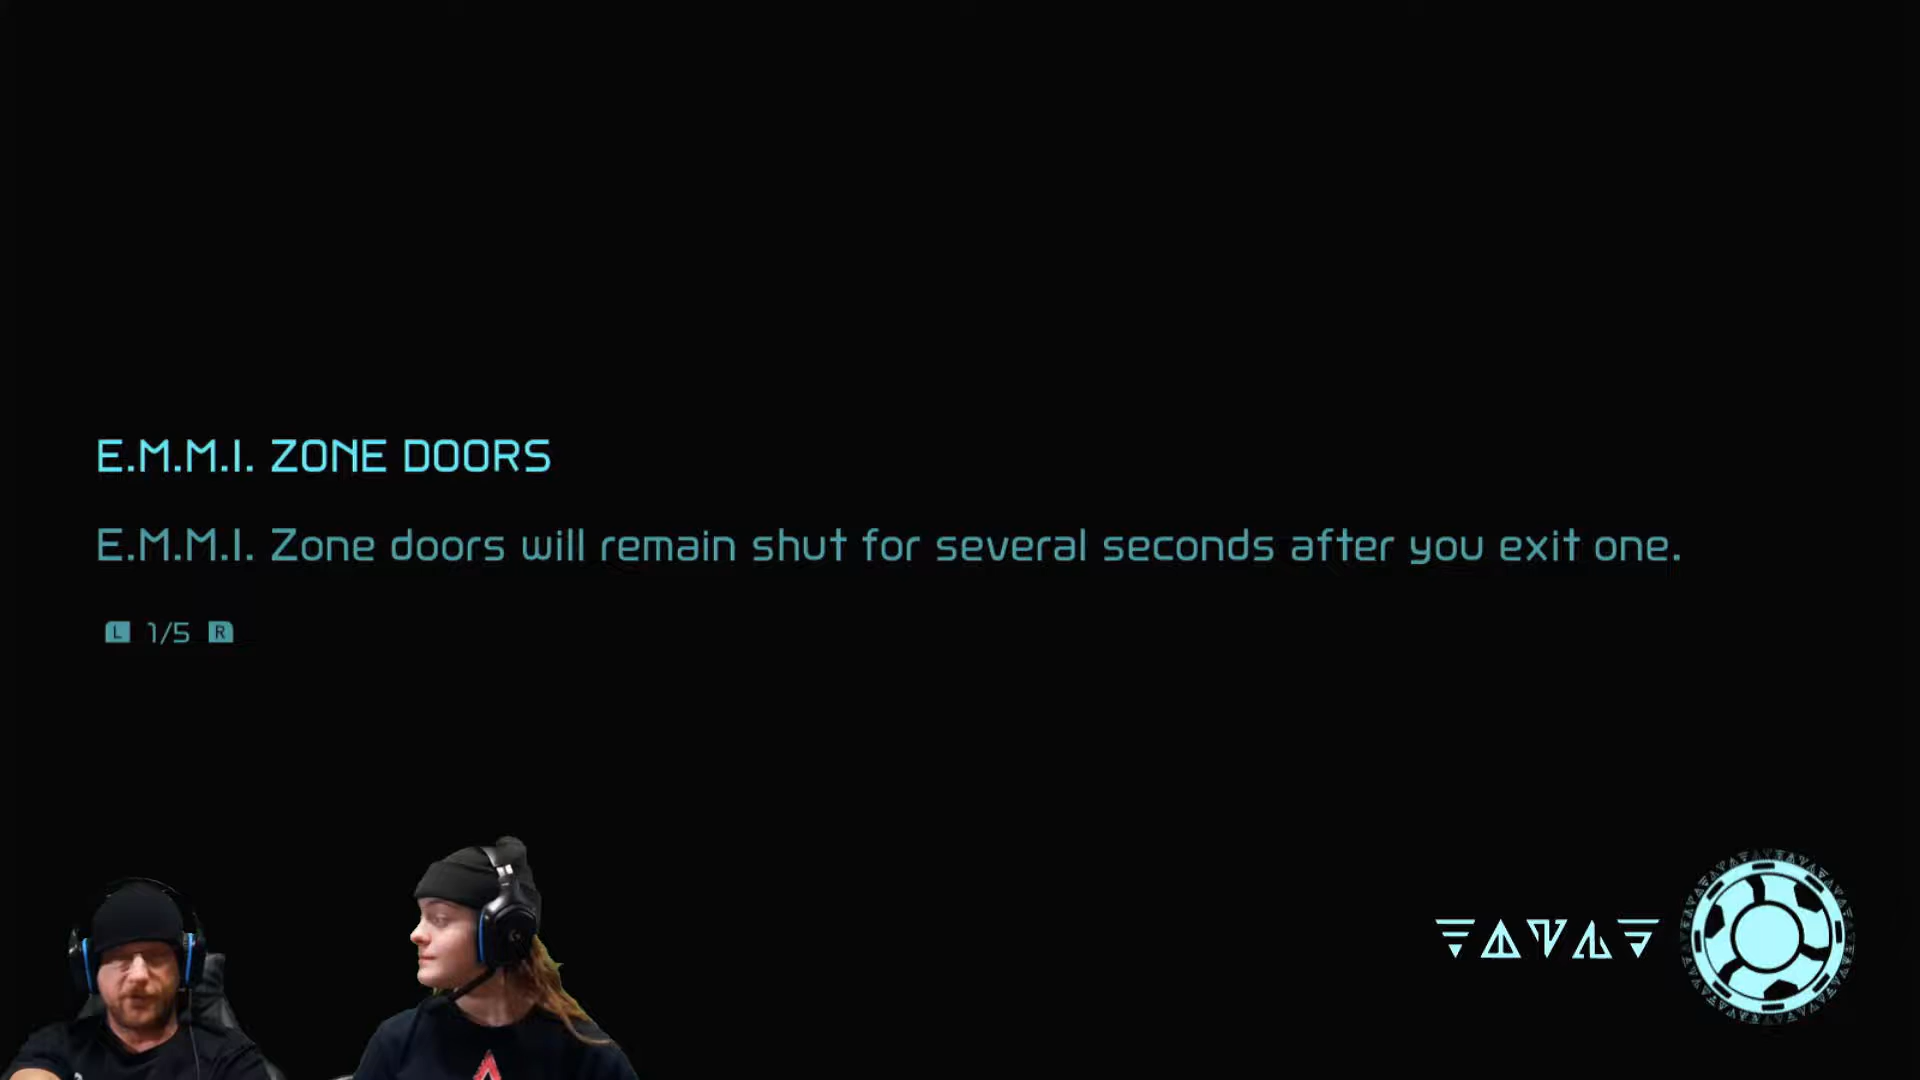 E.M.M.I. ZONE DOORS
E.M.M.I. Zone doors will remain shut for several seconds after you exit one.
L 1/5 R